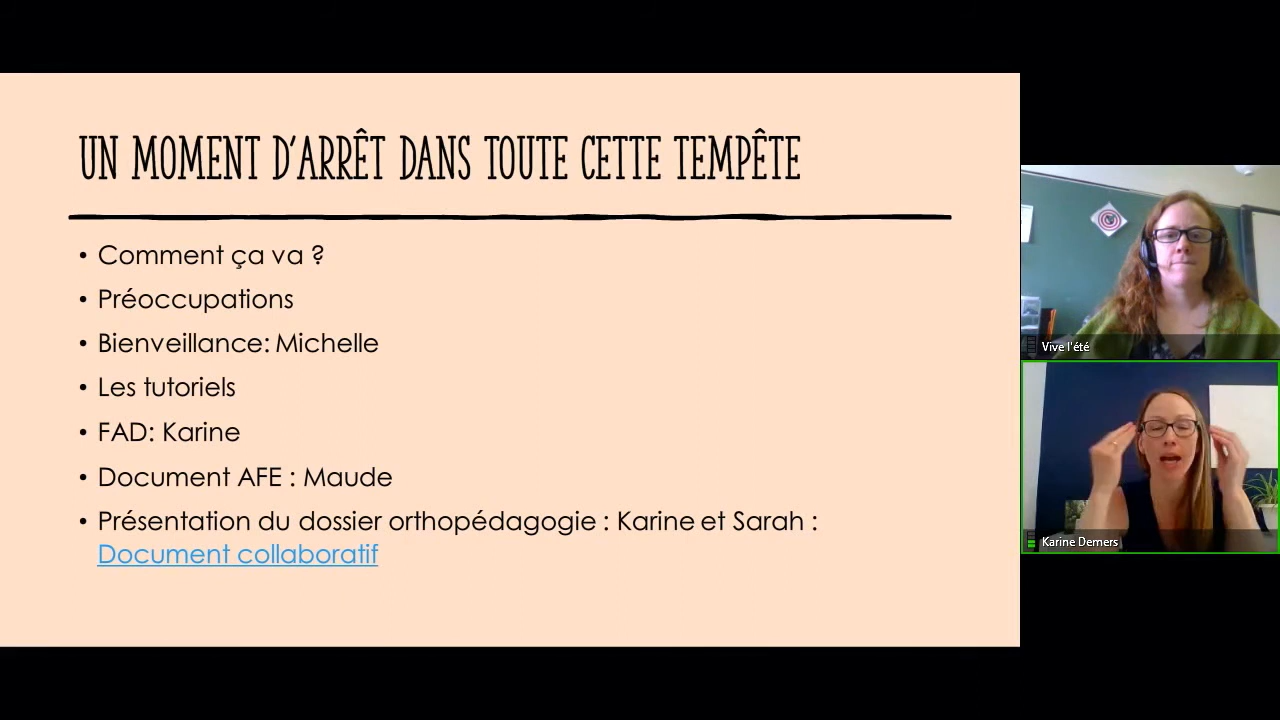 UN MOMENT D'ARRÊT DANS TOUTE CETTE TEMPÊTE
• Comment ça va ?
• Préoccupations
• Bienveillance: Michelle
• Les tutoriels
• FAD: Karine
• Document AFE : Maude
• Présentation du dossier orthopédagogie : Karine et Sarah :
Document collaboratif
Vive l'été
Karine Demers